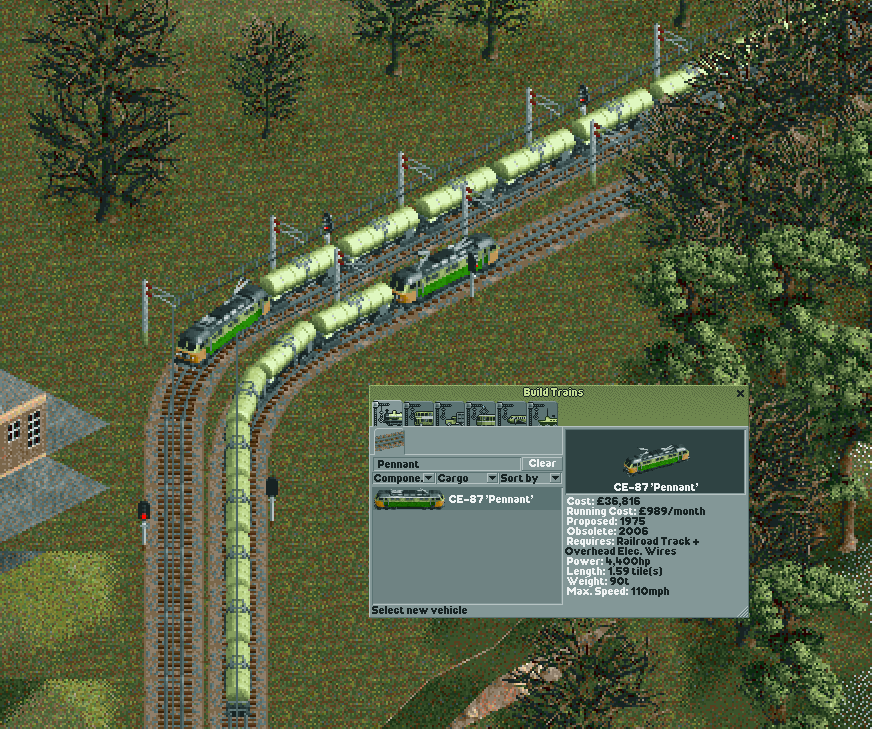 Build Trains
Pennant
Clear
Compone.
Cargo
Sort by
CE-87 'Pennant'
Select new vehicle
CE-87 'Pennant'
Cost: £36,816
Running Cost: £989/month
Proposed: 1975
Obsolete: 2006
Requires: Railroad Track +
Overhead Elec. Wires
Power: 4,400hp
Length: 1.59 tile(s)
Weight: 90t
Max. Speed: 110mph